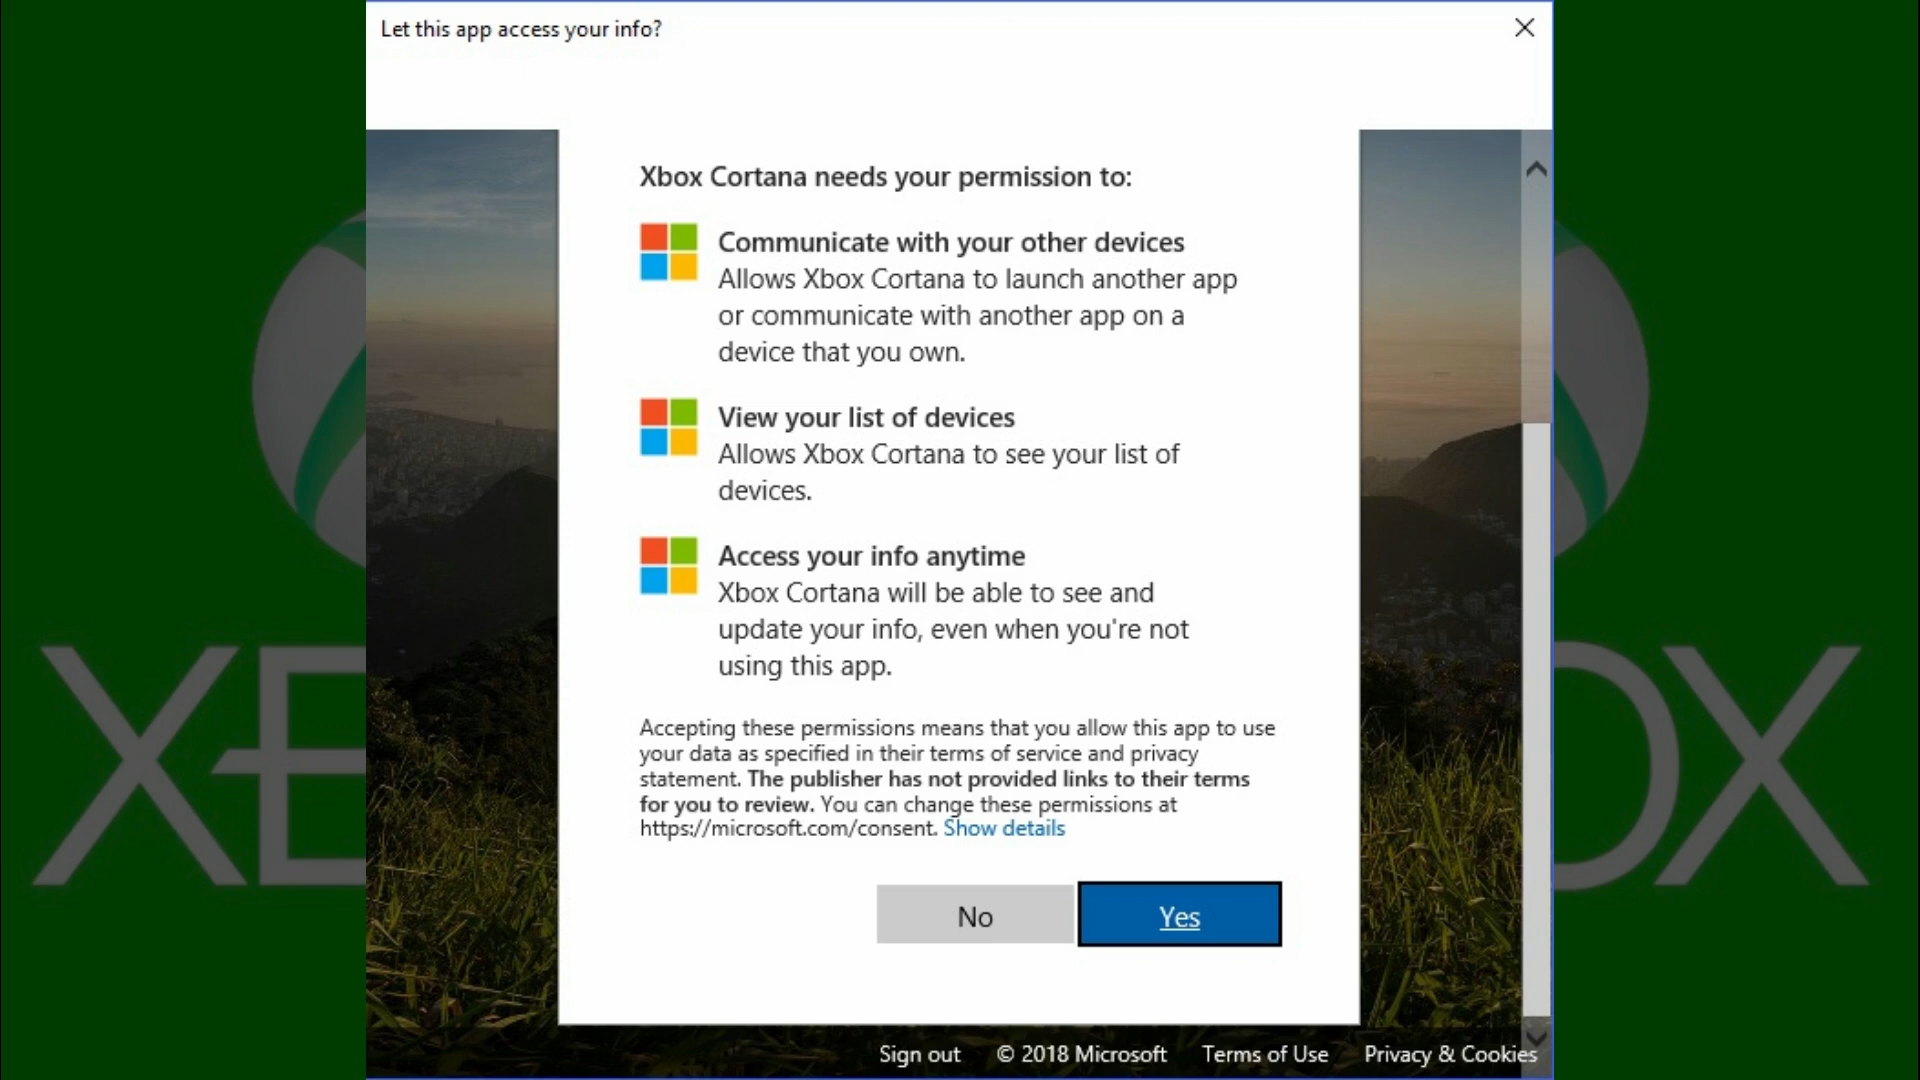 Let this app access your info?
Xbox Cortana needs your permission to:
Communicate with your other devices
Allows Xbox Cortana to launch another app
or communicate with another app on a
device that you own.
View your list of devices
Allows Xbox Cortana to see your list of
devices.
Access your info anytime
Xbox Cortana will be able to see and
update your info, even when you're not
using this app.
Accepting these permissions means that you allow this app to use
your data as specified in their terms of service and privacy
statement. The publisher has not provided links to their terms
for you to review. You can change these permissions at
https://microsoft.com/consent. Show details
No
Yes
Sign out © 2018 Microsoft Terms of Use Privacy & Cookies